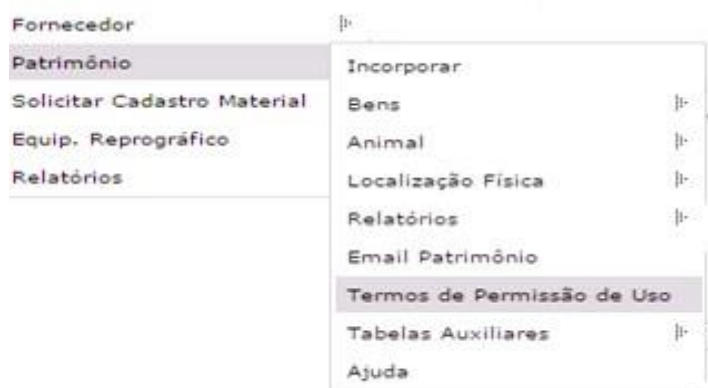 Fornecedor
Patrimônio
Solicitar Cadastro Material
Equip. Reprográfico
Relatórios
Incorporar
Bens
Animal
Localização Física
Relatórios
Email Patrimônio
Termos de Permissão de Uso
Tabelas Auxiliares
Ajuda